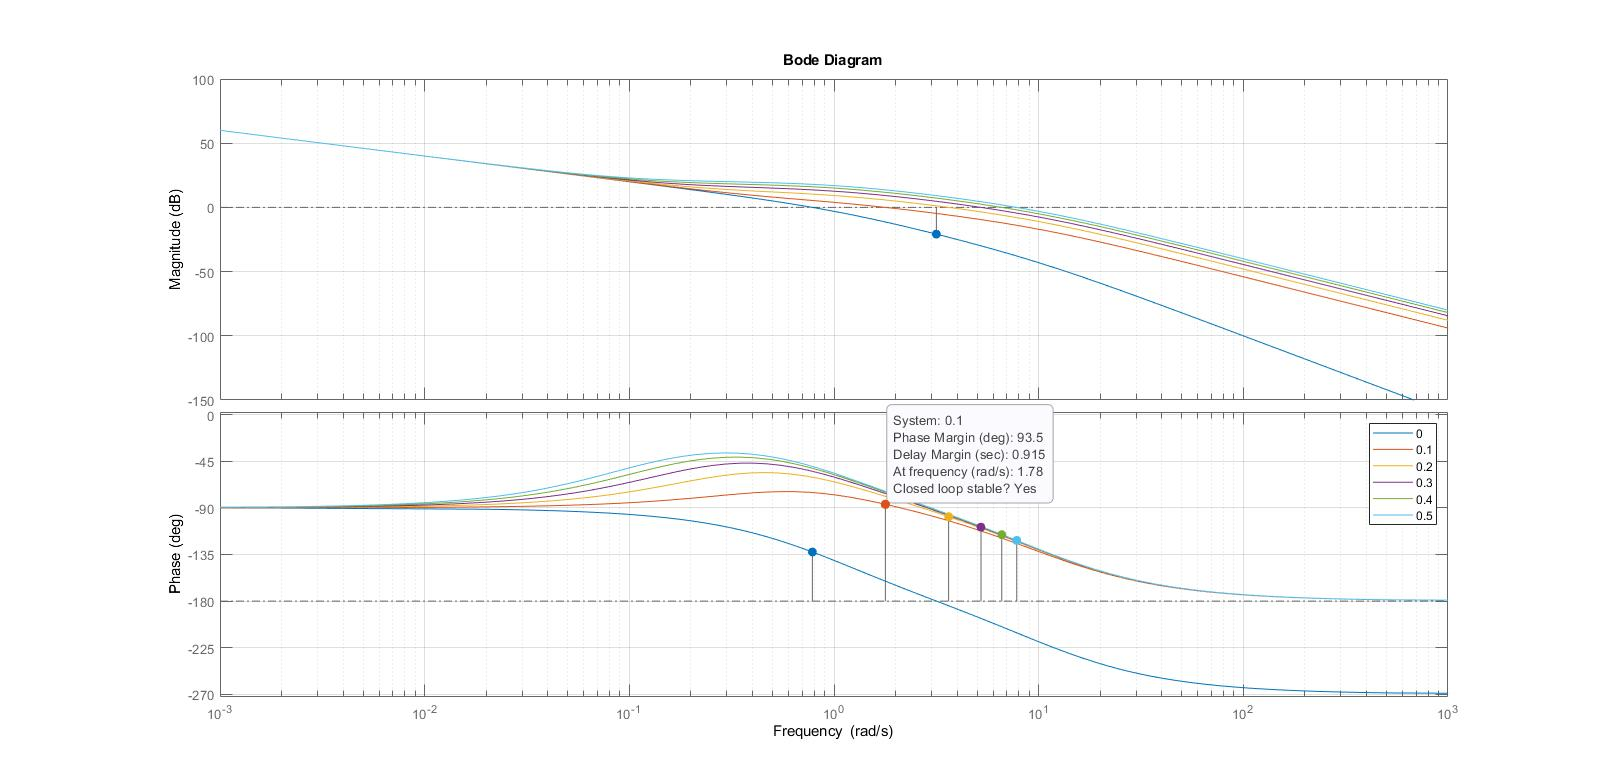 Bode Diagram
100
50
0
-50
-100
-150
Magnitude (dB)
System: 0.1
Phase Margin (deg): 93.5
Delay Margin (sec): 0.915
At frequency (rad/s): 1.78
Closed loop stable? Yes
0
-45
-90
-135
-180
-225
-270
Phase (deg)
0
0.1
0.2
0.3
0.4
0.5
10-3 10-2 10-1 100 101 102 103
Frequency (rad/s)